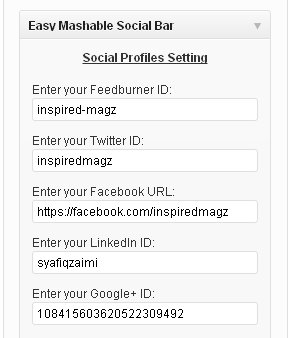 Easy Mashable Social Bar
Social Profiles Setting
Enter your Feedburner ID:
inspired-magz
Enter your Twitter ID:
inspiredmagz
Enter your Facebook URL:
https://facebook.com/inspiredmagz
Enter your LinkedIn ID:
syafiqzaimi
Enter your Google+ ID:
108415603620522309492